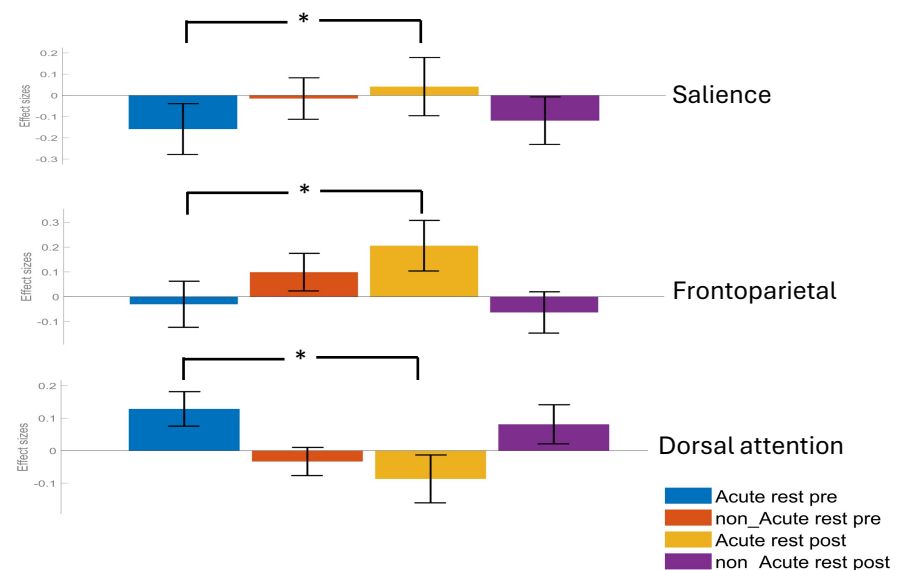 *
0.2
0.1
0
-0.1
-0.2
-0.3
Effect sizes
Salience
*
0.3
0.2
0.1
0
-0.1
Effect sizes
Frontoparietal
*
0.2
0.1
0
-0.1
Effect sizes
Dorsal attention
Acute rest pre
non_Acute rest pre
Acute rest post
non_Acute rest post